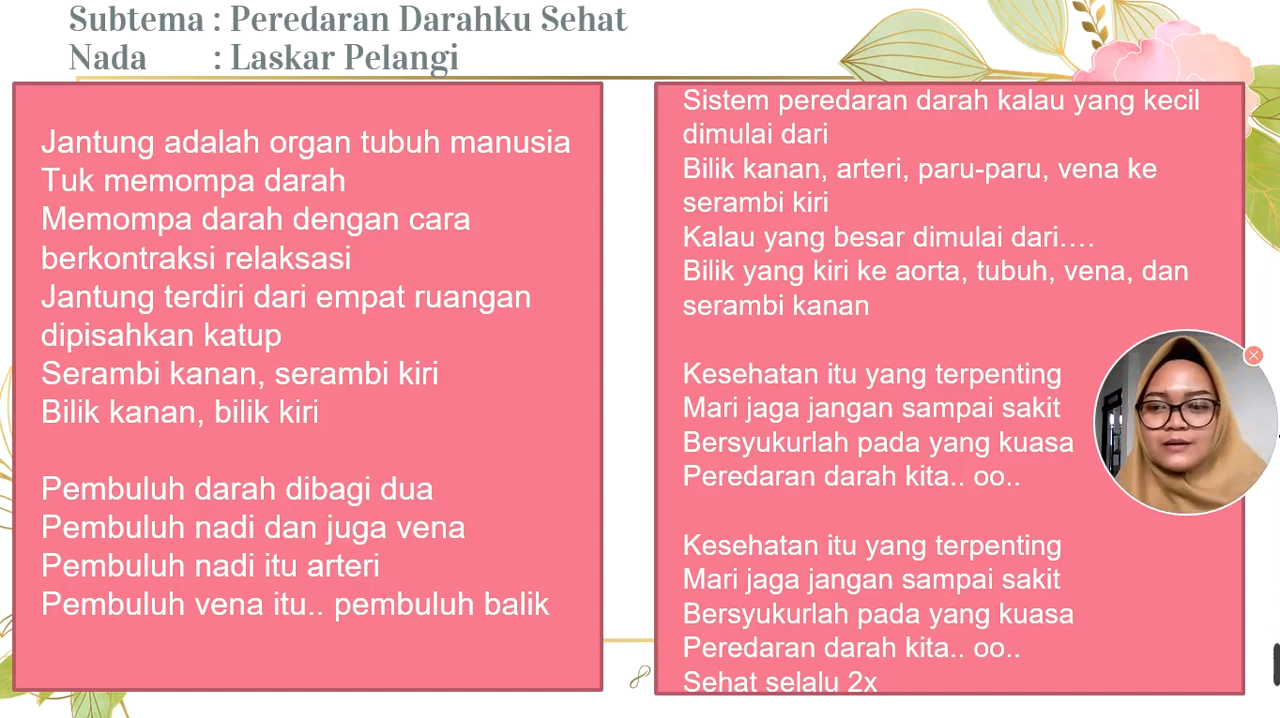 Subtema : Peredaran Darahku Sehat
Nada : Laskar Pelangi
Jantung adalah organ tubuh manusia
Tuk memompa darah
Memompa darah dengan cara
berkontraksi relaksasi
Jantung terdiri dari empat ruangan
dipisahkan katup
Serambi kanan, serambi kiri
Bilik kanan, bilik kiri
Pembuluh darah dibagi dua
Pembuluh nadi dan juga vena
Pembuluh nadi itu arteri
Pembuluh vena itu.. pembuluh balik
Sistem peredaran darah kalau yang kecil
dimulai dari
Bilik kanan, arteri, paru-paru, vena ke
serambi kiri
Kalau yang besar dimulai dari....
Bilik yang kiri ke aorta, tubuh, vena, dan
serambi kanan
Kesehatan itu yang terpenting
Mari jaga jangan sampai sakit
Bersyukurlah pada yang kuasa
Peredaran darah kita.. oo..
Kesehatan itu yang terpenting
Mari jaga jangan sampai sakit
Bersyukurlah pada yang kuasa
Peredaran darah kita.. oo..
Sehat selalu 2x